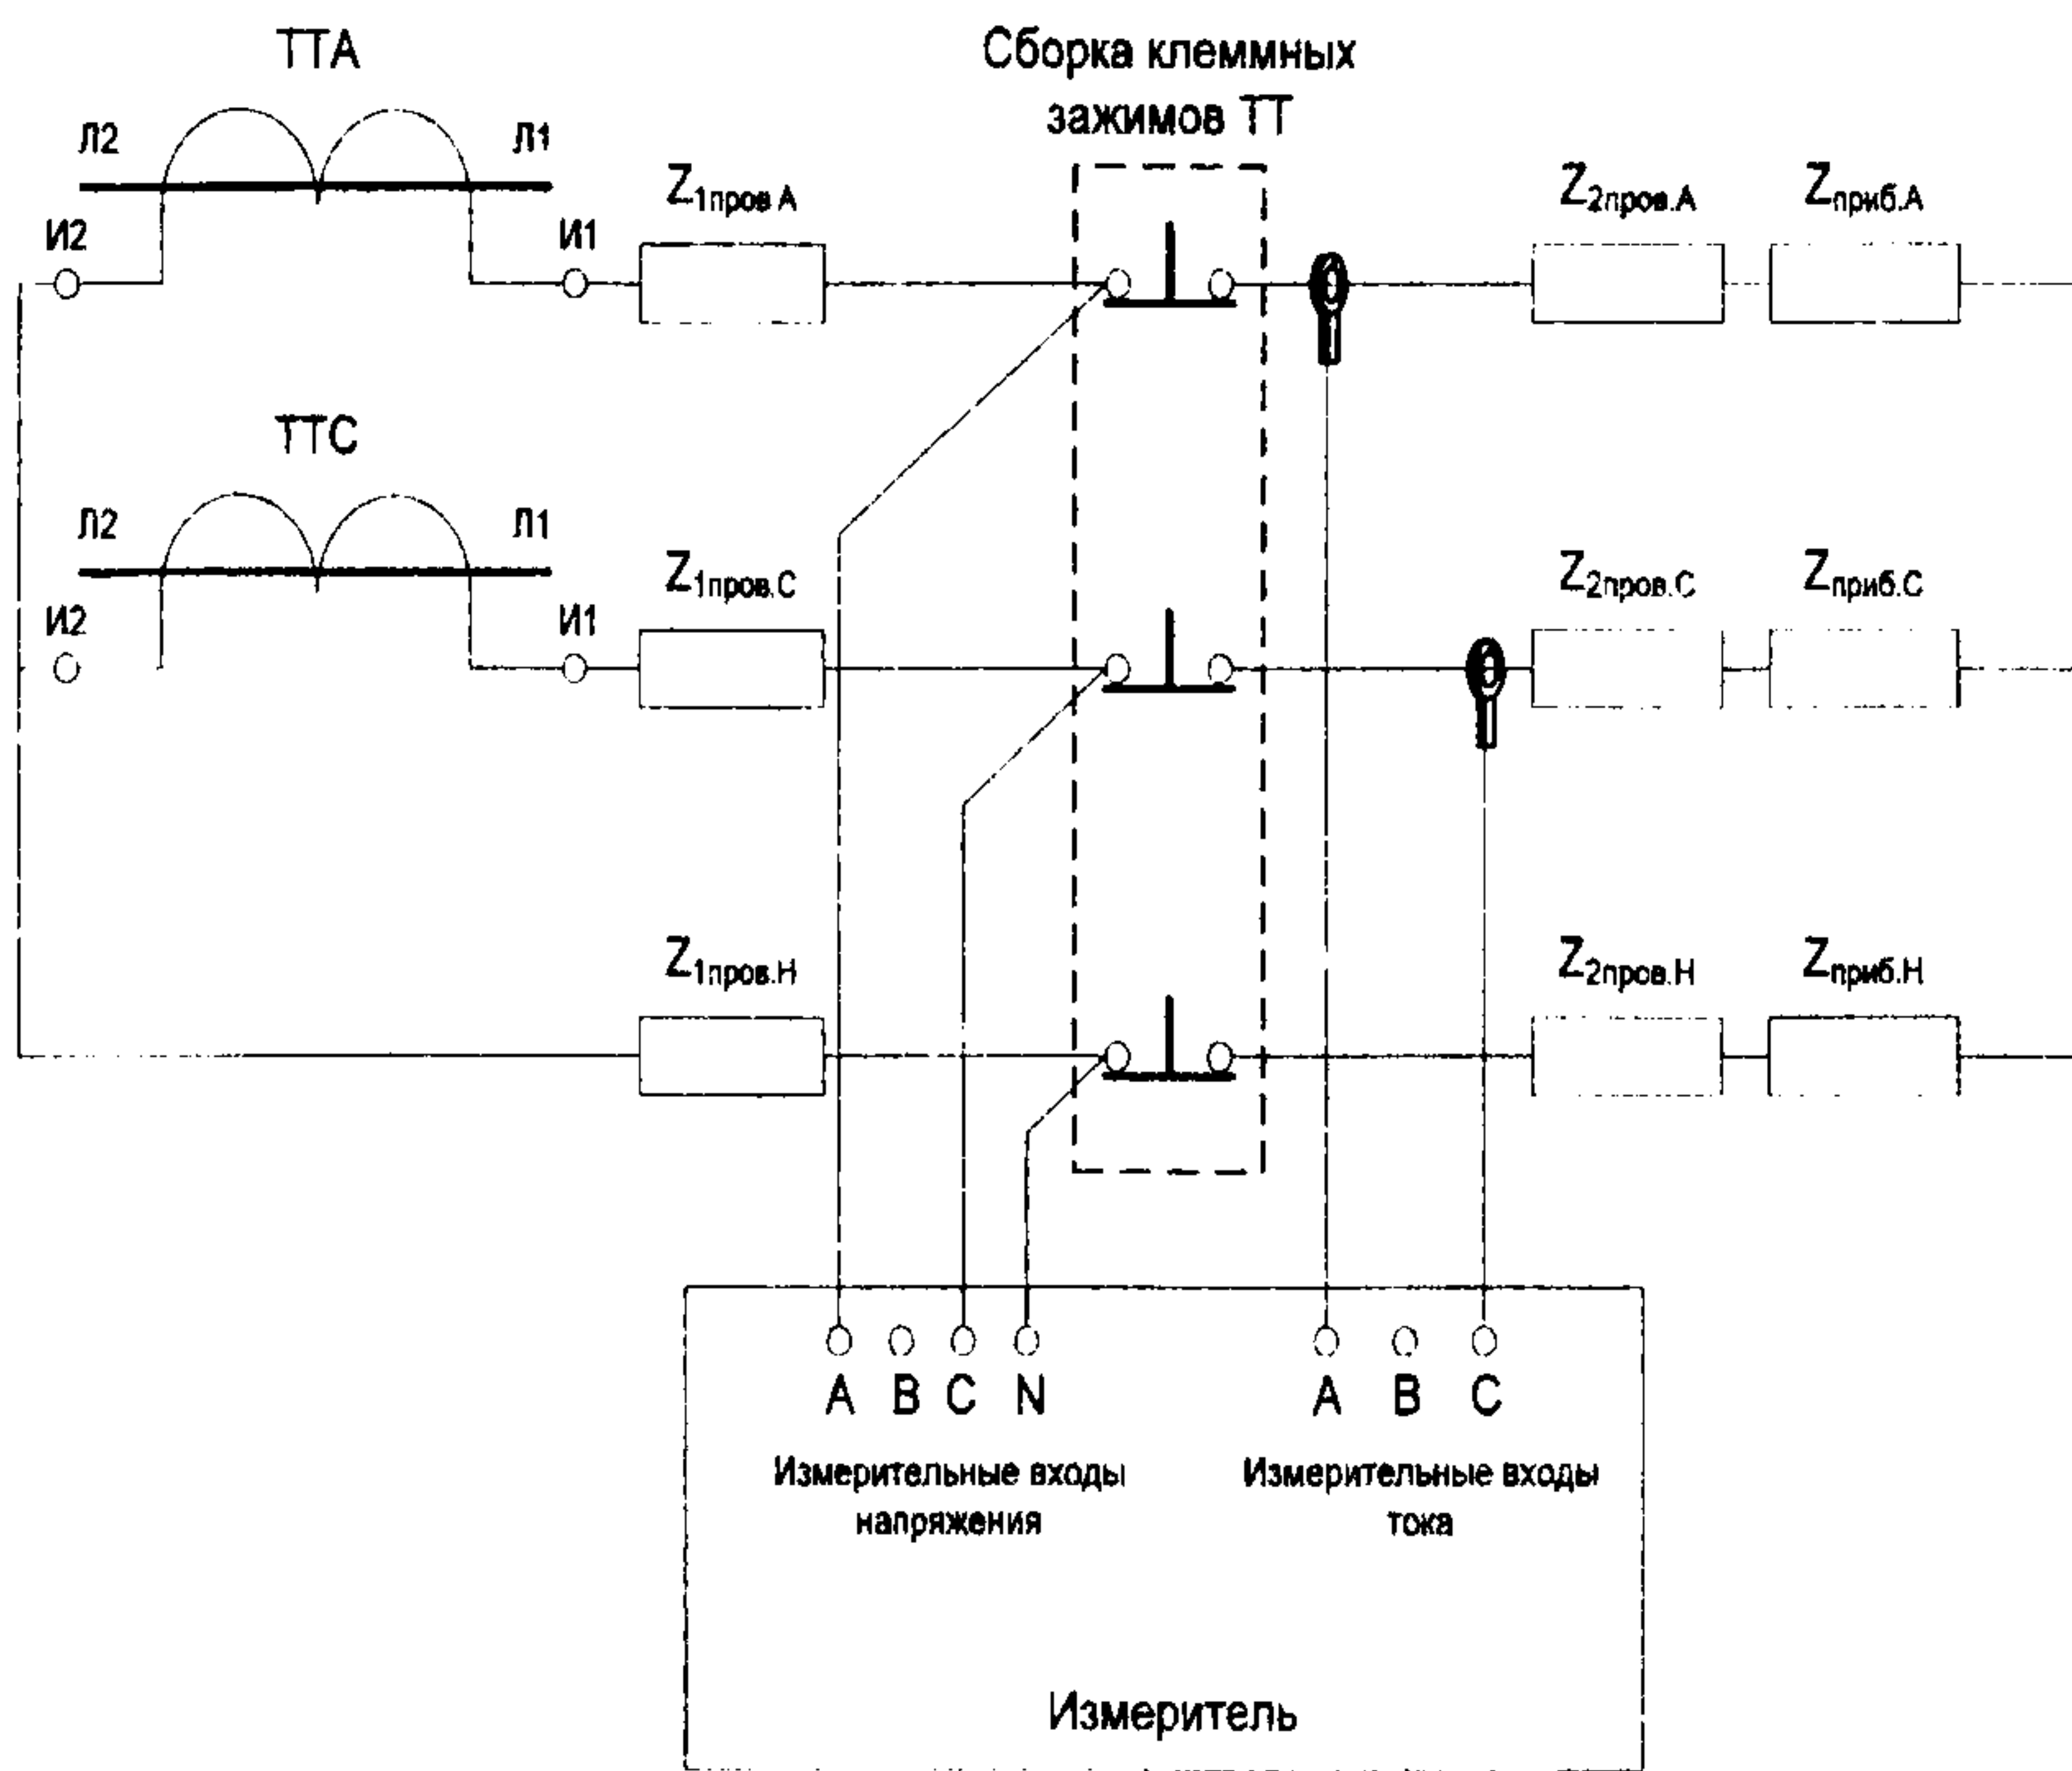 ТТА
Сборка клеммных
зажимов ТТ
Л2
Л1
Z1пров А
Z2пров.А
Zприб.А
И2
И1
ТТС
Л2
Л1
Z1пров.С
Z2пров.С
Zприб.С
И2
И1
Z1пров.Н
Z2пров.Н
Zприб.Н
A B C N
A B C
Измерительные входы
напряжения
Измерительные входы
тока
Измеритель